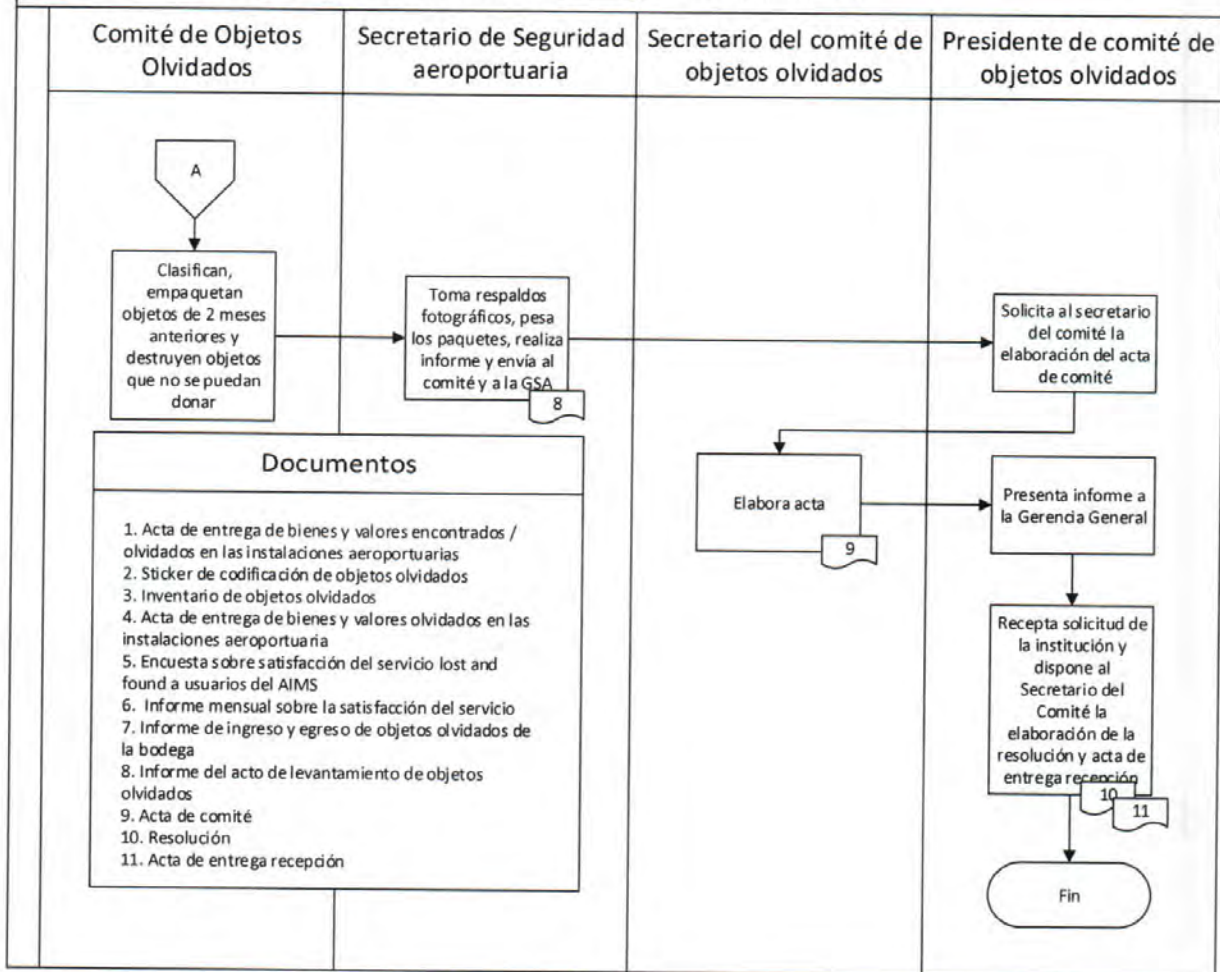 Comité de Objetos
Olvidados
Secretario de Seguridad
aeroportuaria
Secretario del comité de
objetos olvidados
Presidente de comité de
objetos olvidados
A
Clasifican,
empaquetan
objetos de 2 meses
anteriores y
destruyen objetos
que no se puedan
donar
Toma respaldos
fotográficos, pesa
los paquetes, realiza
informe y envía al
comité y a la GSA
8
Solicita al secretario
del comité la
elaboración del acta
de comité
Elabora acta
9
Presenta informe a
la Gerencia General
Recepta solicitud de
la institución y
dispone al
Secretario del
Comité la
elaboración de la
resolución y acta de
entrega recepción
10
11
Fin
Documentos
1. Acta de entrega de bienes y valores encontrados /
olvidados en las instalaciones aeroportuarias
2. Sticker de codificación de objetos olvidados
3. Inventario de objetos olvidados
4. Acta de entrega de bienes y valores olvidados en las
instalaciones aeroportuaria
5. Encuesta sobre satisfacción del servicio lost and
found a usuarios del AIMS
6. Informe mensual sobre la satisfacción del servicio
7. Informe de ingreso y egreso de objetos olvidados de
la bodega
8. Informe del acto de levantamiento de objetos
olvidados
9. Acta de comité
10. Resolución
11. Acta de entrega recepción